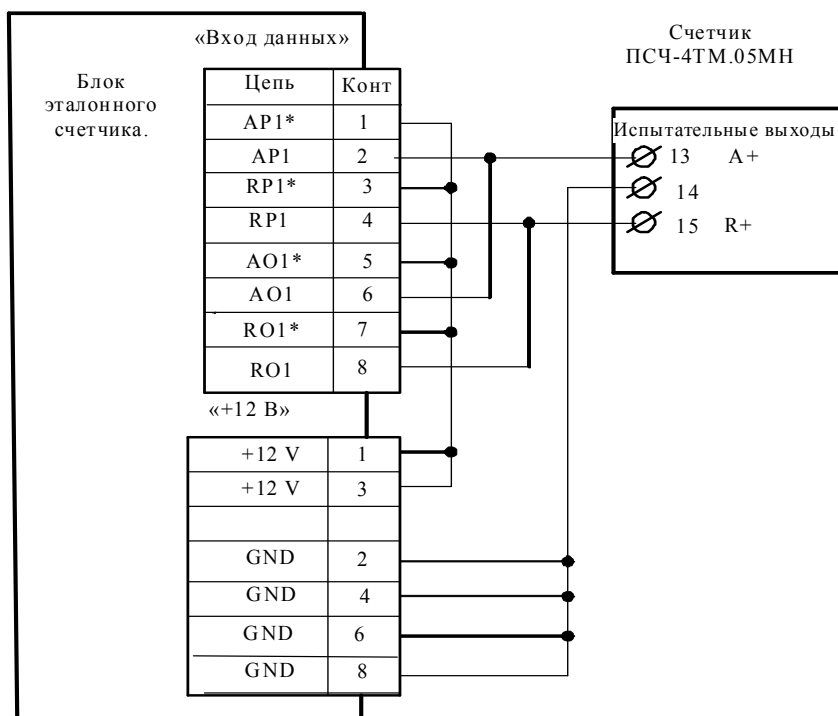 «Вход данных»
Счетчик
ПСЧ-4ТМ.05МН
Блок
эталонного
счетчика.
Цепь Конт
AP1* 1
AP1 2
RP1* 3
RP1 4
AO1* 5
AO1 6
RO1* 7
RO1 8
Испытательные выходы
13 A+
14
15 R+
«+12 В»
+12 V 1
+12 V 3
GND 2
GND 4
GND 6
GND 8